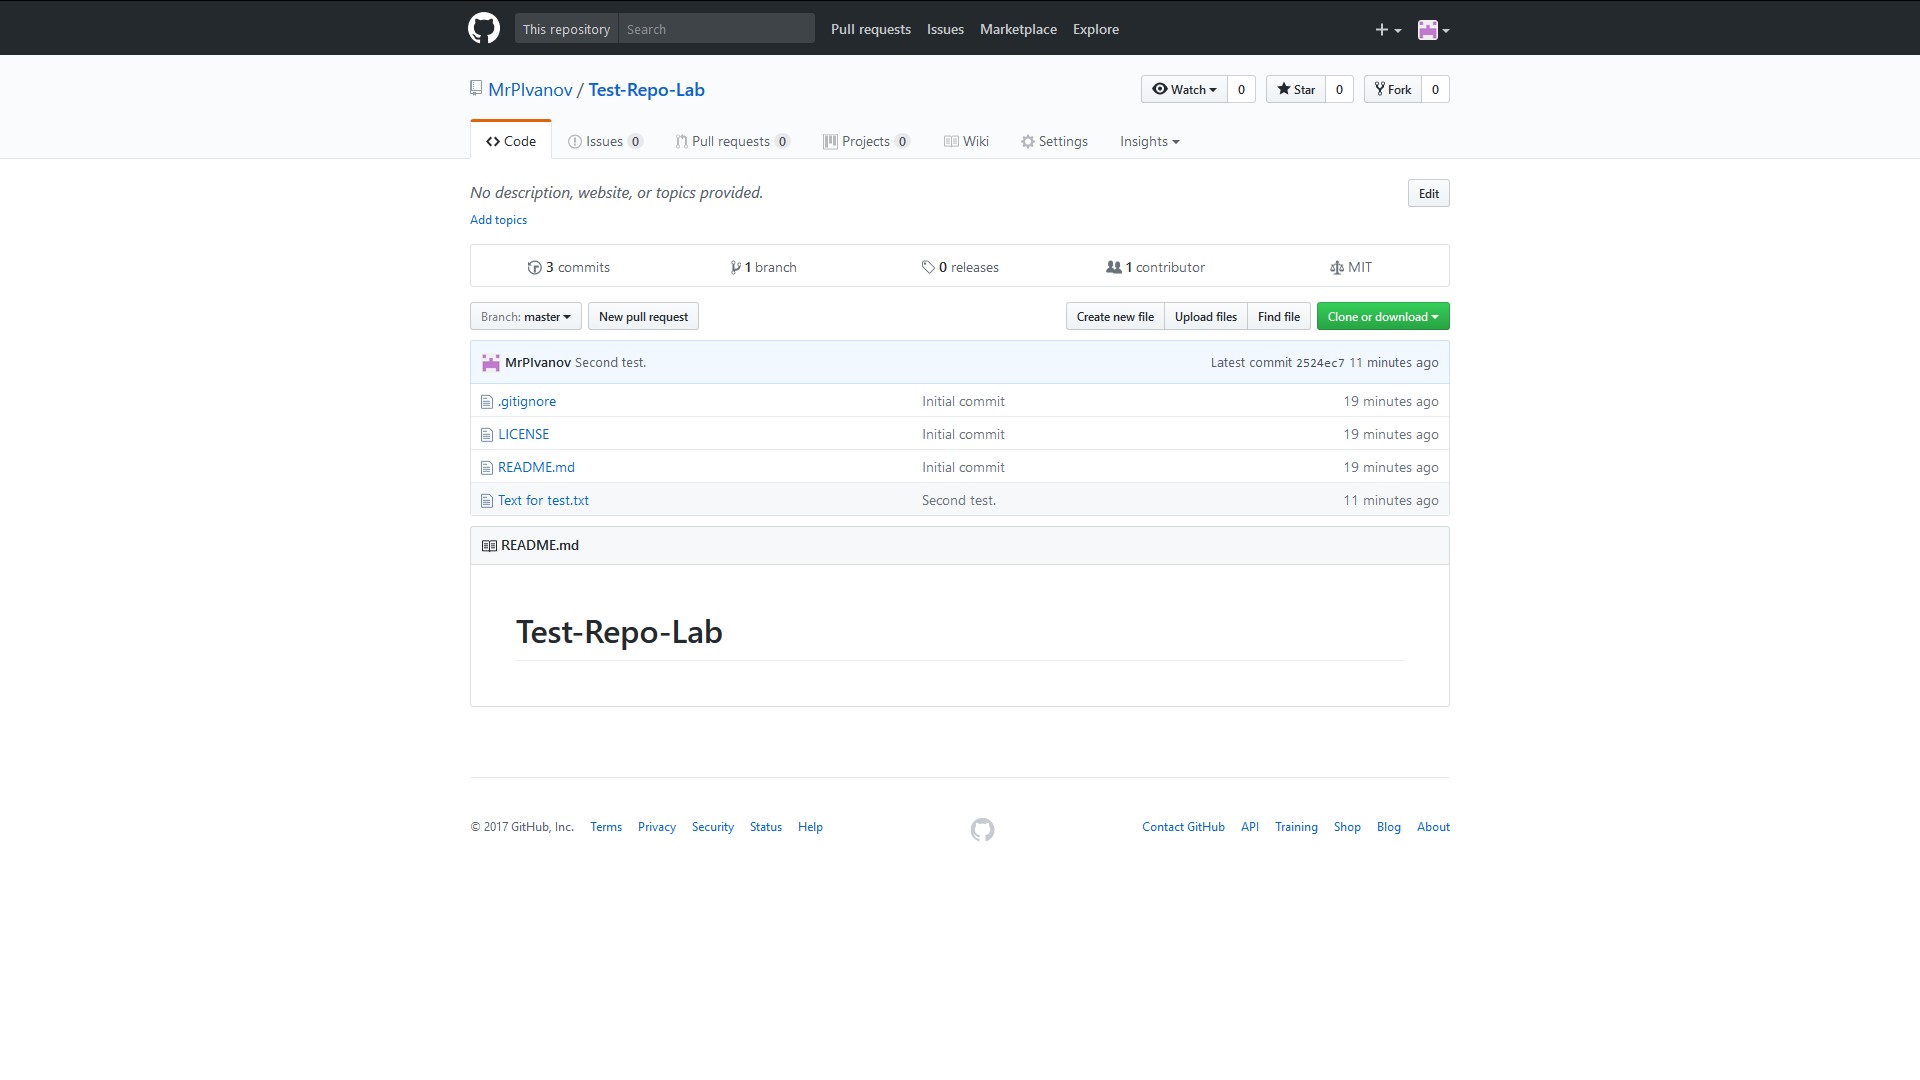 This repository Search Pull requests Issues Marketplace Explore
MrPIvanov / Test-Repo-Lab Watch 0 Star 0 Fork 0
Code Issues 0 Pull requests 0 Projects 0 Wiki Settings Insights
No description, website, or topics provided. Edit
Add topics
3 commits 1 branch 0 releases 1 contributor MIT
Branch: master New pull request Create new file Upload files Find file Clone or download
MrPIvanov Second test. Latest commit 2524ec7 11 minutes ago
.gitignore Initial commit 19 minutes ago
LICENSE Initial commit 19 minutes ago
README.md Initial commit 19 minutes ago
Text for test.txt Second test. 11 minutes ago
README.md
Test-Repo-Lab
© 2017 GitHub, Inc. Terms Privacy Security Status Help Contact GitHub API Training Shop Blog About